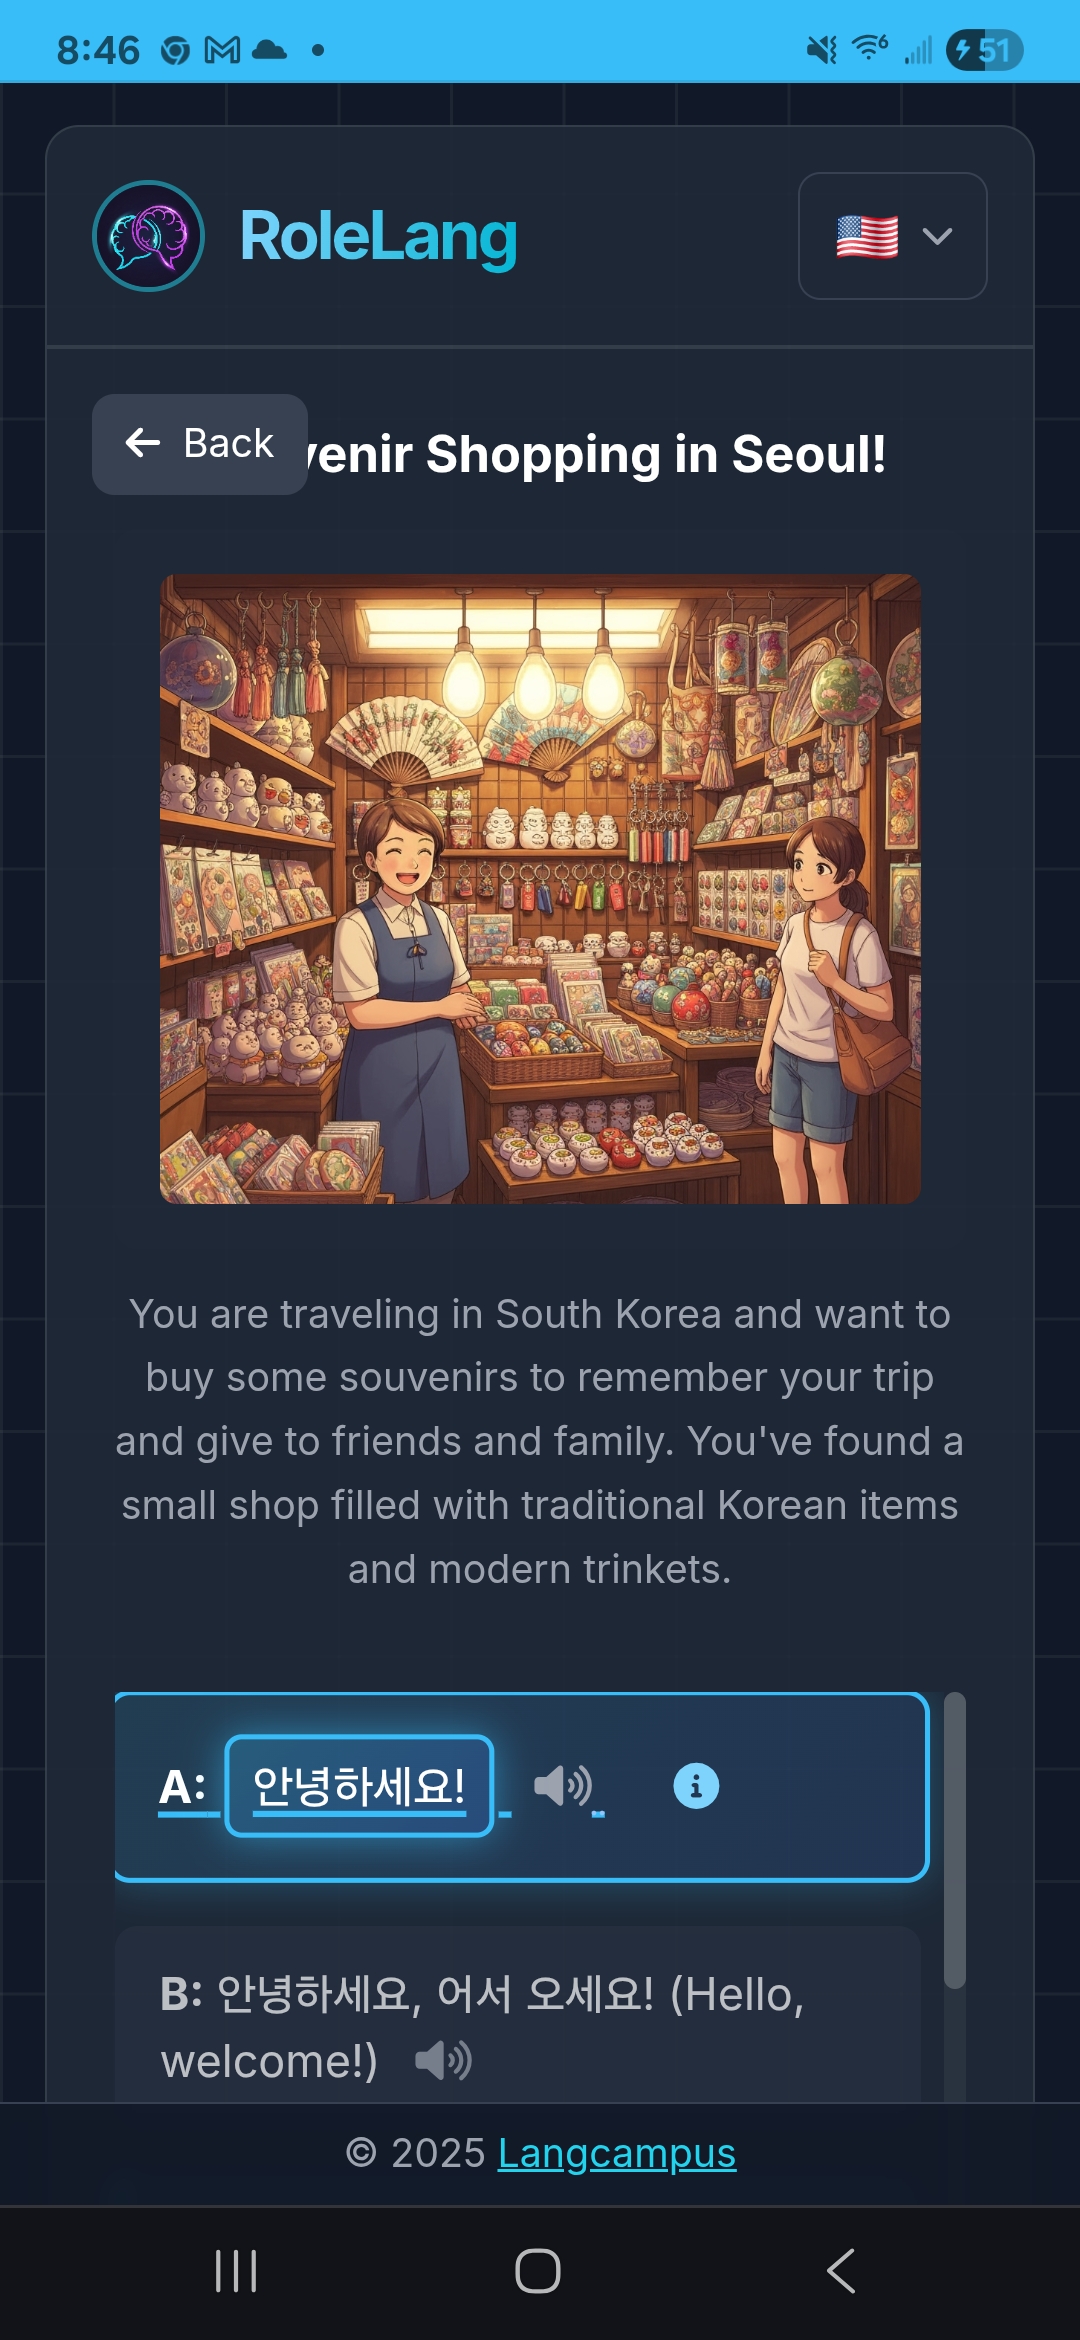 8:46
6
51
RoleLang
Back
venir Shopping in Seoul!
You are traveling in South Korea and want to
buy some souvenirs to remember your trip
and give to friends and family. You've found a
small shop filled with traditional Korean items
and modern trinkets.
A: 안녕하세요!
B: 안녕하세요, 어서 오세요! (Hello,
welcome!)
© 2025 Langcampus